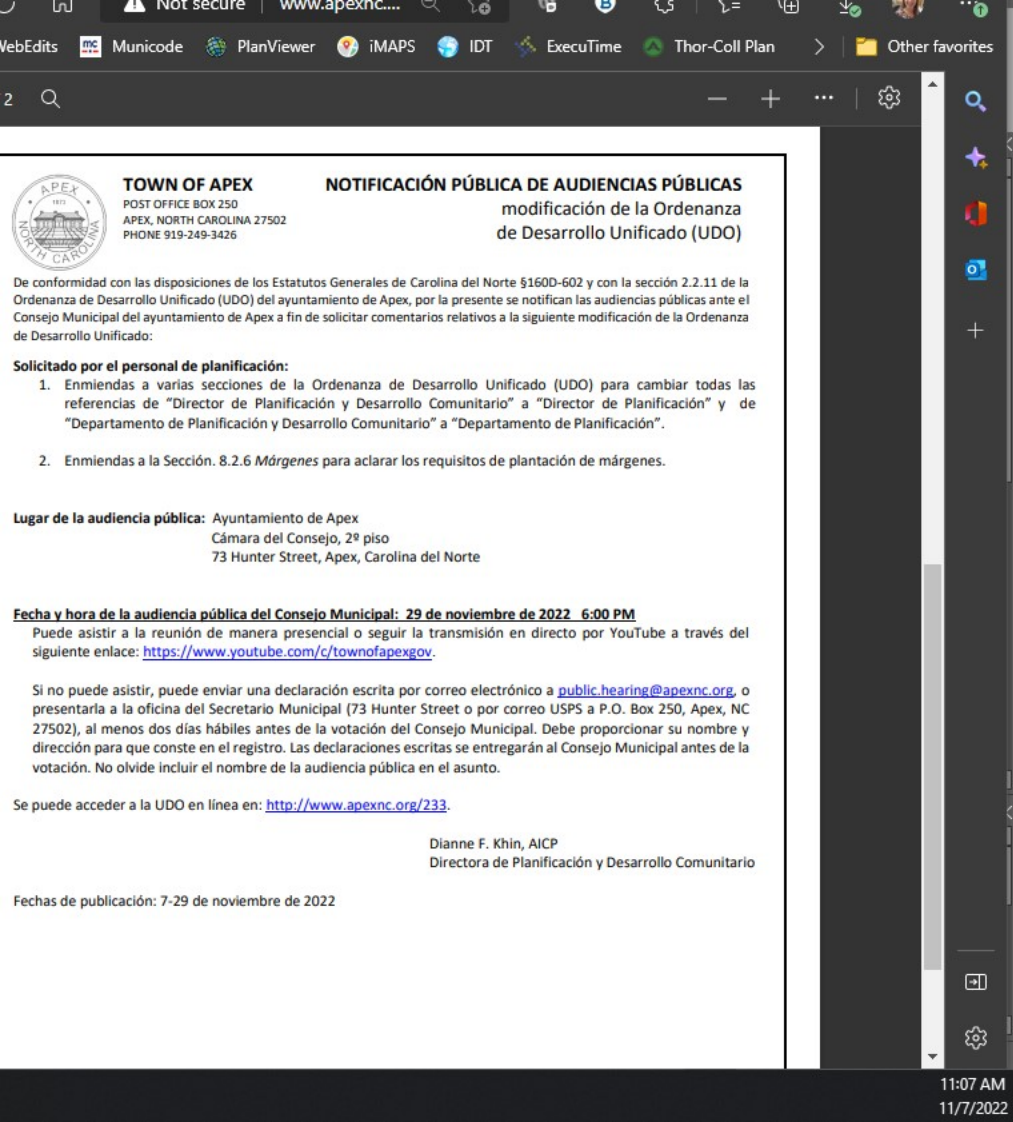 Not secure www.apexnc....
WebEdits mc Municode PlanViewer iMAPS IDT ExecuTime Thor-Coll Plan Other favorites
2
APEX
1873
NORTH CAROLINA
TOWN OF APEX
POST OFFICE BOX 250
APEX, NORTH CAROLINA 27502
PHONE 919-249-3426
NOTIFICACIÓN PÚBLICA DE AUDIENCIAS PÚBLICAS
modificación de la Ordenanza
de Desarrollo Unificado (UDO)
De conformidad con las disposiciones de los Estatutos Generales de Carolina del Norte §160D-602 y con la sección 2.2.11 de la
Ordenanza de Desarrollo Unificado (UDO) del ayuntamiento de Apex, por la presente se notifican las audiencias públicas ante el
Consejo Municipal del ayuntamiento de Apex a fin de solicitar comentarios relativos a la siguiente modificación de la Ordenanza
de Desarrollo Unificado:
Solicitado por el personal de planificación:
1. Enmiendas a varias secciones de la Ordenanza de Desarrollo Unificado (UDO) para cambiar todas las
referencias de “Director de Planificación y Desarrollo Comunitario” a “Director de Planificación” y de
“Departamento de Planificación y Desarrollo Comunitario” a “Departamento de Planificación”.
2. Enmiendas a la Sección. 8.2.6 Márgenes para aclarar los requisitos de plantación de márgenes.
Lugar de la audiencia pública: Ayuntamiento de Apex
Cámara del Consejo, 2º piso
73 Hunter Street, Apex, Carolina del Norte
Fecha y hora de la audiencia pública del Consejo Municipal: 29 de noviembre de 2022 6:00 PM
Puede asistir a la reunión de manera presencial o seguir la transmisión en directo por YouTube a través del
siguiente enlace: https://www.youtube.com/c/townofapexgov.
Si no puede asistir, puede enviar una declaración escrita por correo electrónico a public.hearing@apexnc.org, o
presentarla a la oficina del Secretario Municipal (73 Hunter Street o por correo USPS a P.O. Box 250, Apex, NC
27502), al menos dos días hábiles antes de la votación del Consejo Municipal. Debe proporcionar su nombre y
dirección para que conste en el registro. Las declaraciones escritas se entregarán al Consejo Municipal antes de la
votación. No olvide incluir el nombre de la audiencia pública en el asunto.
Se puede acceder a la UDO en línea en: http://www.apexnc.org/233.
Dianne F. Khin, AICP
Directora de Planificación y Desarrollo Comunitario
Fechas de publicación: 7-29 de noviembre de 2022
11:07 AM
11/7/2022